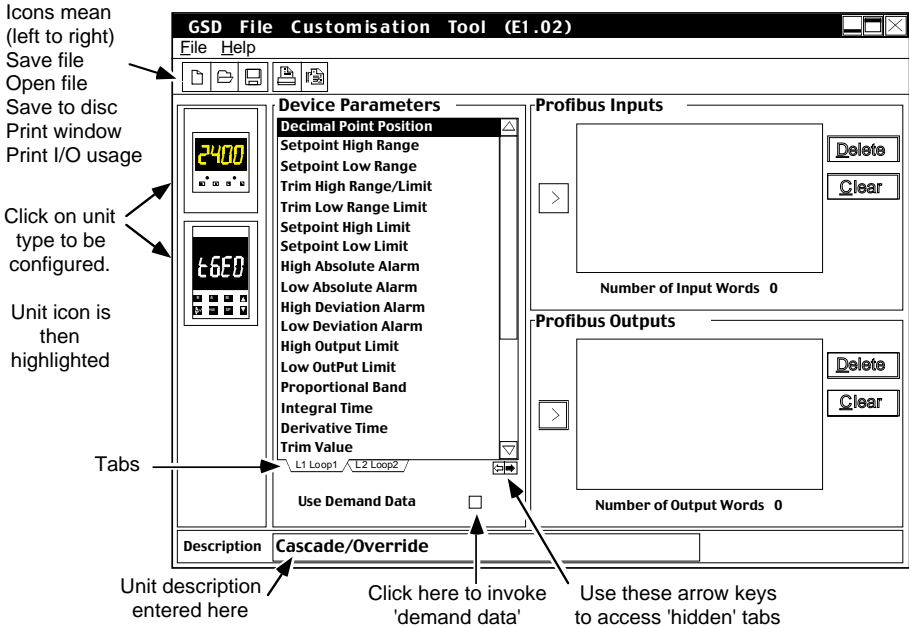 Icons mean
(left to right)
Save file
Open file
Save to disc
Print window
Print I/O usage
Click on unit
type to be
configured.
Unit icon is
then
highlighted
Tabs
GSD File Customisation Tool (E1.02)
File Help
Device Parameters
Decimal Point Position
Setpoint High Range
Setpoint Low Range
Trim High Range/Limit
Trim Low Range Limit
Setpoint High Limit
Setpoint Low Limit
High Absolute Alarm
Low Absolute Alarm
High Deviation Alarm
Low Deviation Alarm
High Output Limit
Low OutPut Limit
Proportional Band
Integral Time
Derivative Time
Trim Value
L1 Loop1 L2 Loop2
Use Demand Data
Profibus Inputs
>
Delete
Clear
Number of Input Words 0
Profibus Outputs
>
Delete
Clear
Number of Output Words 0
Description Cascade/Override
Unit description
entered here
Click here to invoke
'demand data'
Use these arrow keys
to access 'hidden' tabs